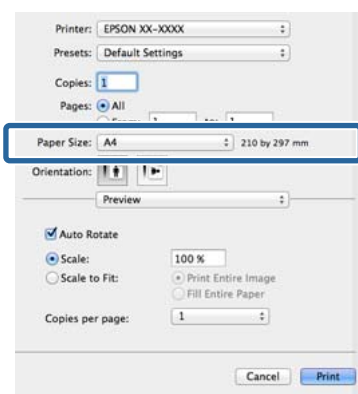 Printer: EPSON XX-XXXX
Presets: Default Settings
Copies: 1
Pages: All
Paper Size: A4 210 by 297 mm
Orientation:
Preview
Auto Rotate
Scale: 100 %
Scale to Fit: Print Entire Image
Fill Entire Paper
Copies per page: 1
Cancel Print